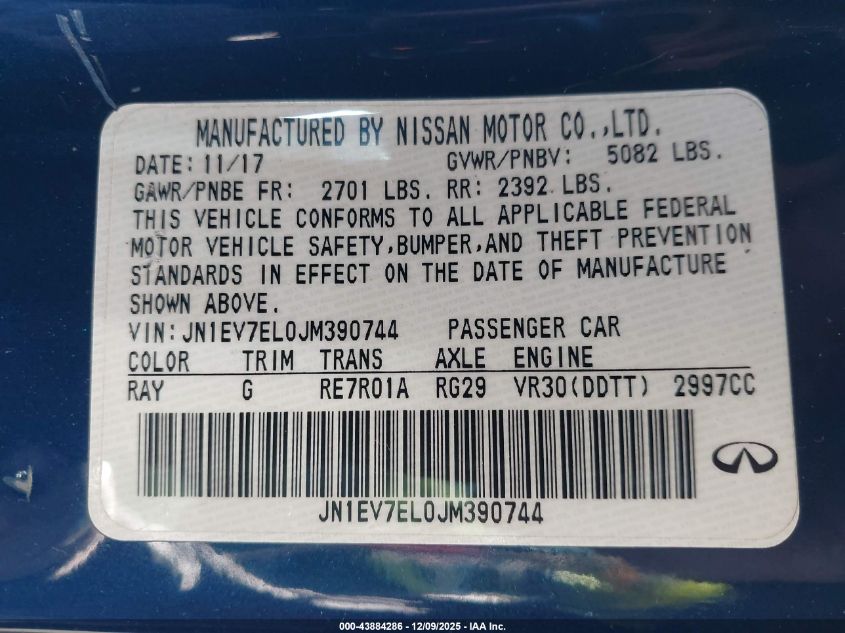 MANUFACTURED BY NISSAN MOTOR CO.,LTD.
DATE: 11/17 GVWR/PNBV: 5082 LBS.
GAWR/PNBE FR: 2701 LBS. RR: 2392 LBS.
THIS VEHICLE CONFORMS TO ALL APPLICABLE FEDERAL
MOTOR VEHICLE SAFETY,BUMPER,AND THEFT PREVENTION
STANDARDS IN EFFECT ON THE DATE OF MANUFACTURE
SHOWN ABOVE.
VIN:JN1EV7EL0JM390744 PASSENGER CAR
COLOR TRIM TRANS AXLE ENGINE
RAY G RE7R01A RG29 VR30(DDTT) 2997CC
JN1EV7EL0JM390744
000-43884286 - 12/09/2025 - IAA Inc.